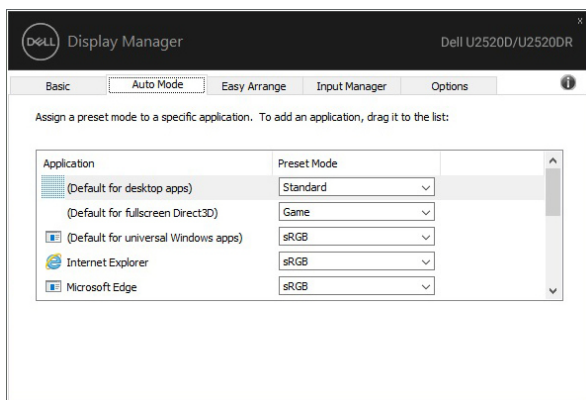 DELL Display Manager Dell U2520D/U2520DR
x
Basic Auto Mode Easy Arrange Input Manager Options i
Assign a preset mode to a specific application. To add an application, drag it to the list:
Application Preset Mode
(Default for desktop apps) Standard
(Default for fullscreen Direct3D) Game
(Default for universal Windows apps) sRGB
Internet Explorer sRGB
Microsoft Edge sRGB